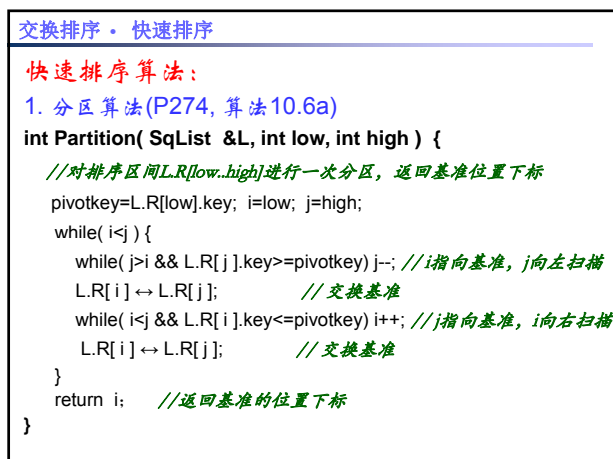 交换排序 • 快速排序
快速排序算法：
1. 分区算法(P274, 算法10.6a)
int Partition( SqList &L, int low, int high ) {
//对排序区间L.R[low..high]进行一次分区，返回基准位置下标
pivotkey=L.R[low].key; i=low; j=high;
while( i<j ) {
while( j>i && L.R[ j ].key>=pivotkey) j--; //i指向基准，j向左扫描
L.R[ i ] ↔ L.R[ j ]; //交换基准
while( i<j && L.R[ i ].key<=pivotkey) i++; //j指向基准，i向右扫描
L.R[ i ] ↔ L.R[ j ]; //交换基准
}
return i; //返回基准的位置下标
}